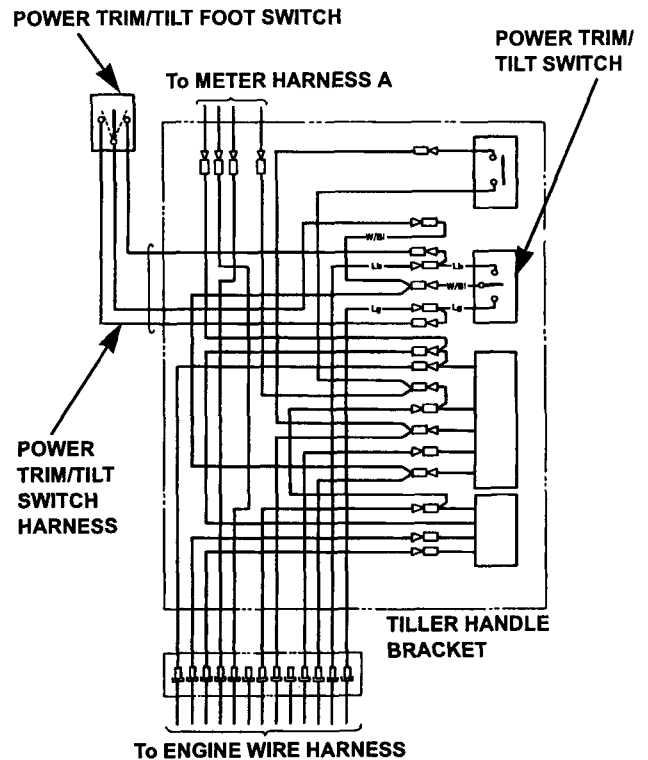 POWER TRIM/TILT FOOT SWITCH
POWER TRIM/
TILT SWITCH
To METER HARNESS A
W/Bl
Lb
Lb
W/Bl
Lg
Lg
POWER
TRIM/TILT
SWITCH
HARNESS
TILLER HANDLE
BRACKET
To ENGINE WIRE HARNESS